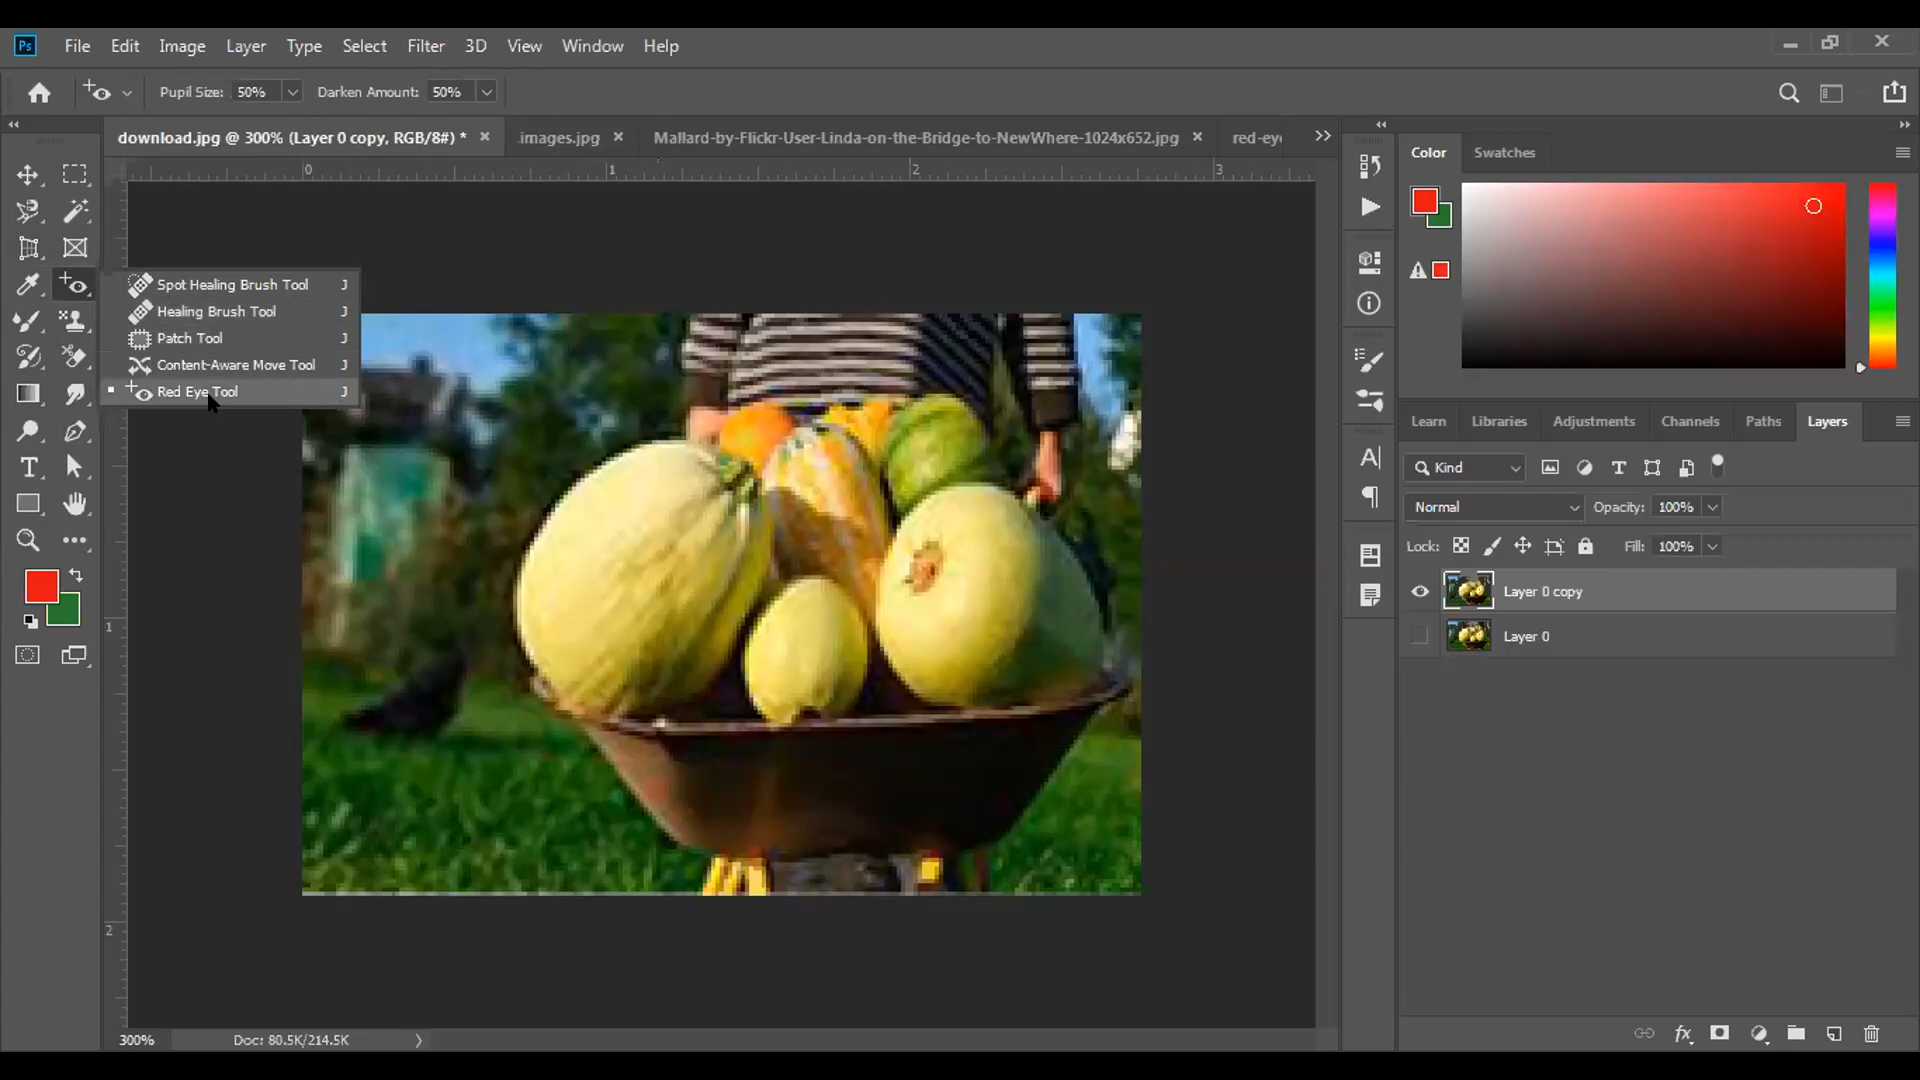 Ps File Edit Image Layer Type Select Filter 3D View Window Help
Pupil Size: 50% Darken Amount: 50%
download.jpg @ 300% (Layer 0 copy, RGB/8#) * images.jpg Mallard-by-Flickr-User-Linda-on-the-Bridge-to-NewWhere-1024x652.jpg red-eye
0 1 2 3
Color Swatches
Spot Healing Brush Tool J
Healing Brush Tool J
Patch Tool J
Content-Aware Move Tool J
Red Eye Tool J
Learn Libraries Adjustments Channels Paths Layers
Kind
Normal Opacity: 100%
Lock: Fill: 100%
Layer 0 copy
Layer 0
1
2
300% Doc: 80.5K/214.5K